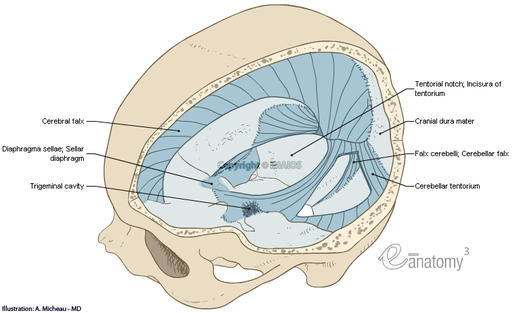 Tentorial notch; Incisura of
tentorium
Cerebral falx
Cranial dura mater
Diaphragma sellae; Sellar
diaphragm
Falx cerebelli; Cerebellar falx
Trigeminal cavity
Cerebellar tentorium
Copyright © IMAIOS
e-anatomy 3
Illustration: A. Micheau - MD